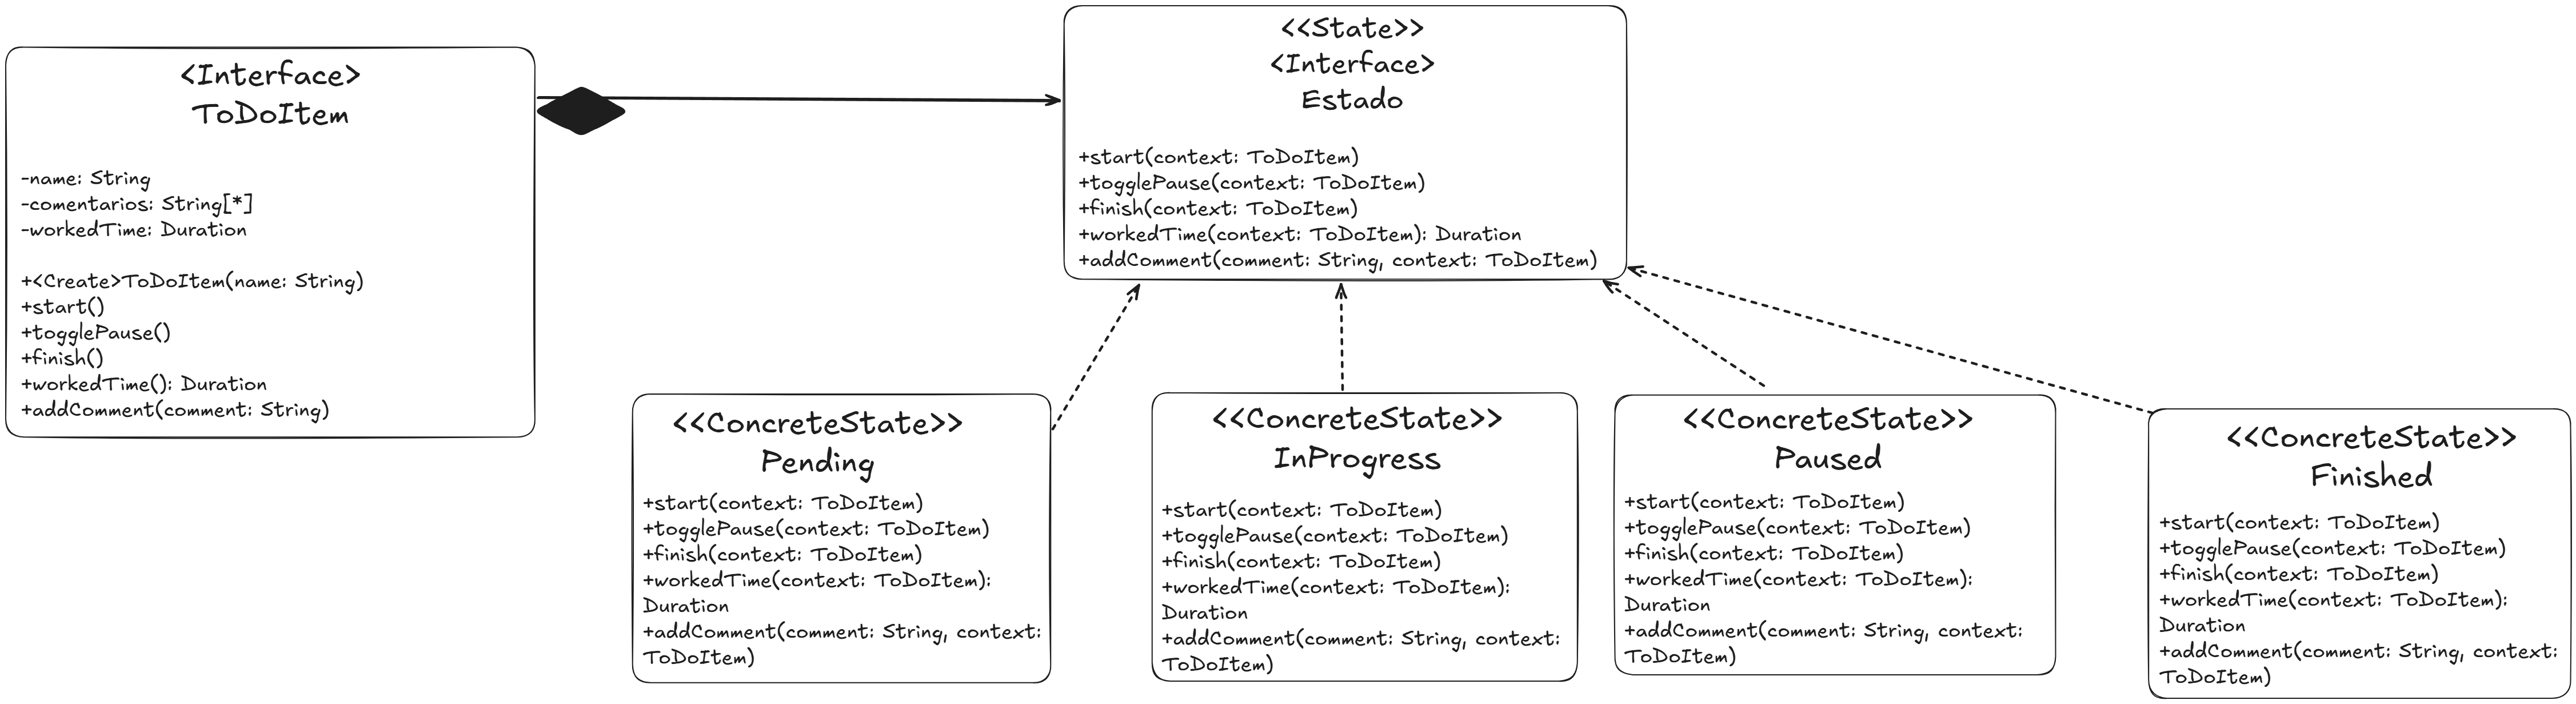 <Interface>
ToDoItem
-name: String
-comentarios: String[*]
-workedTime: Duration
+<Create>ToDoItem(name: String)
+start()
+togglePause()
+finish()
+workedTime(): Duration
+addComment(comment: String)
<<State>>
<Interface>
Estado
+start(context: ToDoItem)
+togglePause(context: ToDoItem)
+finish(context: ToDoItem)
+workedTime(context: ToDoItem): Duration
+addComment(comment: String, context: ToDoItem)
<<ConcreteState>>
Pending
+start(context: ToDoItem)
+togglePause(context: ToDoItem)
+finish(context: ToDoItem)
+workedTime(context: ToDoItem):
Duration
+addComment(comment: String, context:
ToDoItem)
<<ConcreteState>>
InProgress
+start(context: ToDoItem)
+togglePause(context: ToDoItem)
+finish(context: ToDoItem)
+workedTime(context: ToDoItem):
Duration
+addComment(comment: String, context:
ToDoItem)
<<ConcreteState>>
Paused
+start(context: ToDoItem)
+togglePause(context: ToDoItem)
+finish(context: ToDoItem)
+workedTime(context: ToDoItem):
Duration
+addComment(comment: String, context:
ToDoItem)
<<ConcreteState>>
Finished
+start(context: ToDoItem)
+togglePause(context: ToDoItem)
+finish(context: ToDoItem)
+workedTime(context: ToDoItem):
Duration
+addComment(comment: String, context:
ToDoItem)